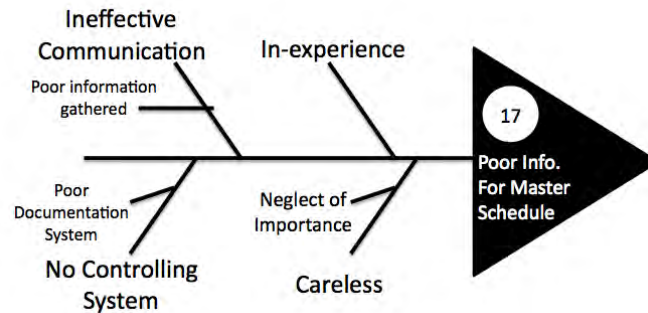 Ineffective
Communication
In-experience
Poor information
gathered
17
Poor Info.
For Master
Schedule
Poor
Documentation
System
Neglect of
Importance
No Controlling
System
Careless